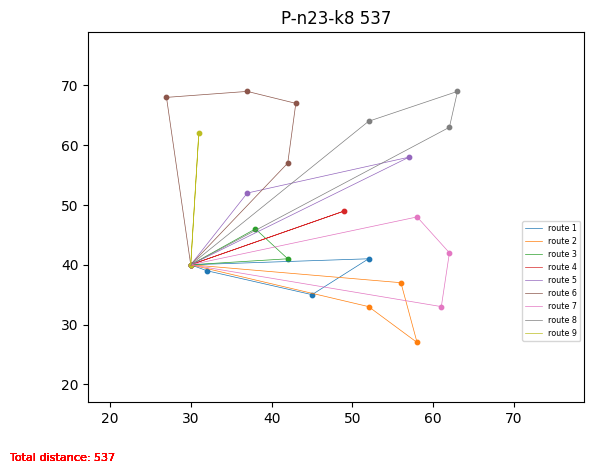 P-n23-k8 537
70
60
50
40
30
20
20
30
40
50
60
70
route 1
route 2
route 3
route 4
route 5
route 6
route 7
route 8
route 9
Total distance: 537